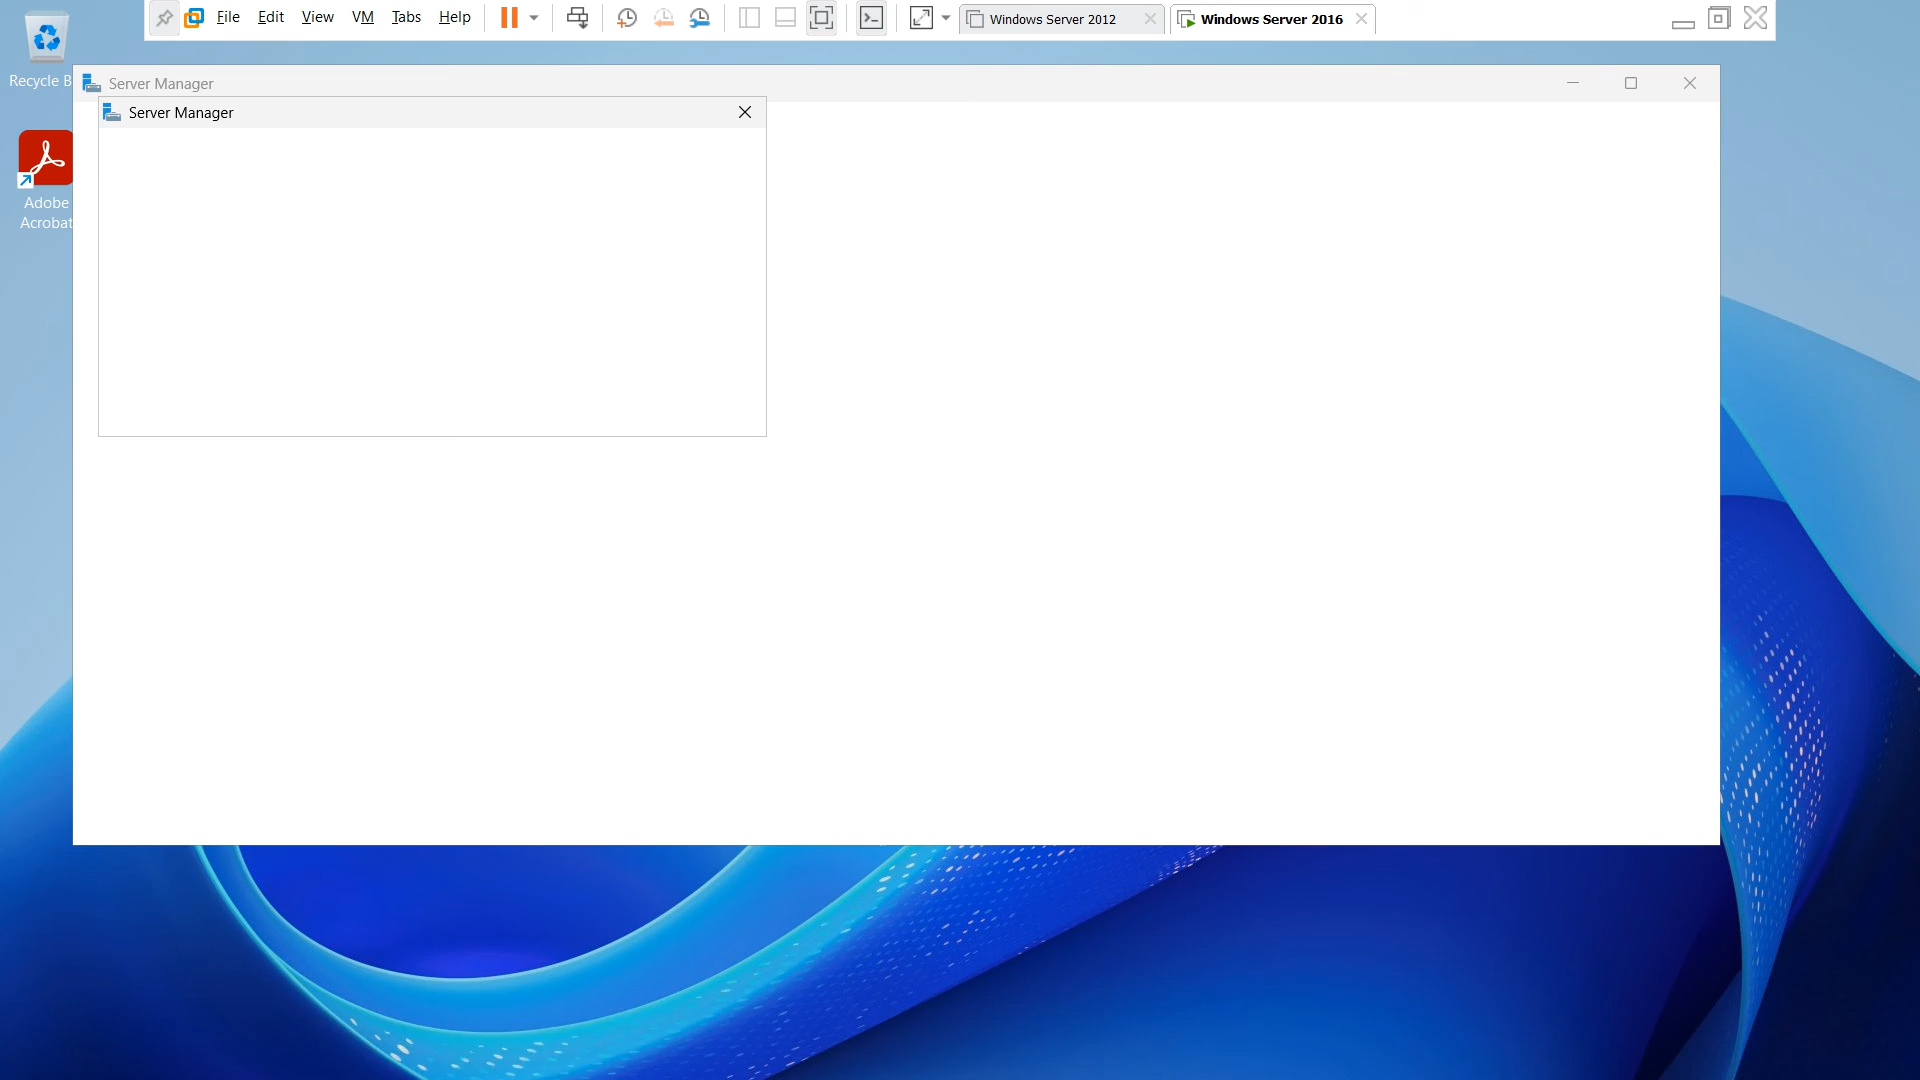 File Edit View VM Tabs Help
Windows Server 2012
Windows Server 2016
Recycle B
Server Manager
Server Manager
Adobe
Acrobat